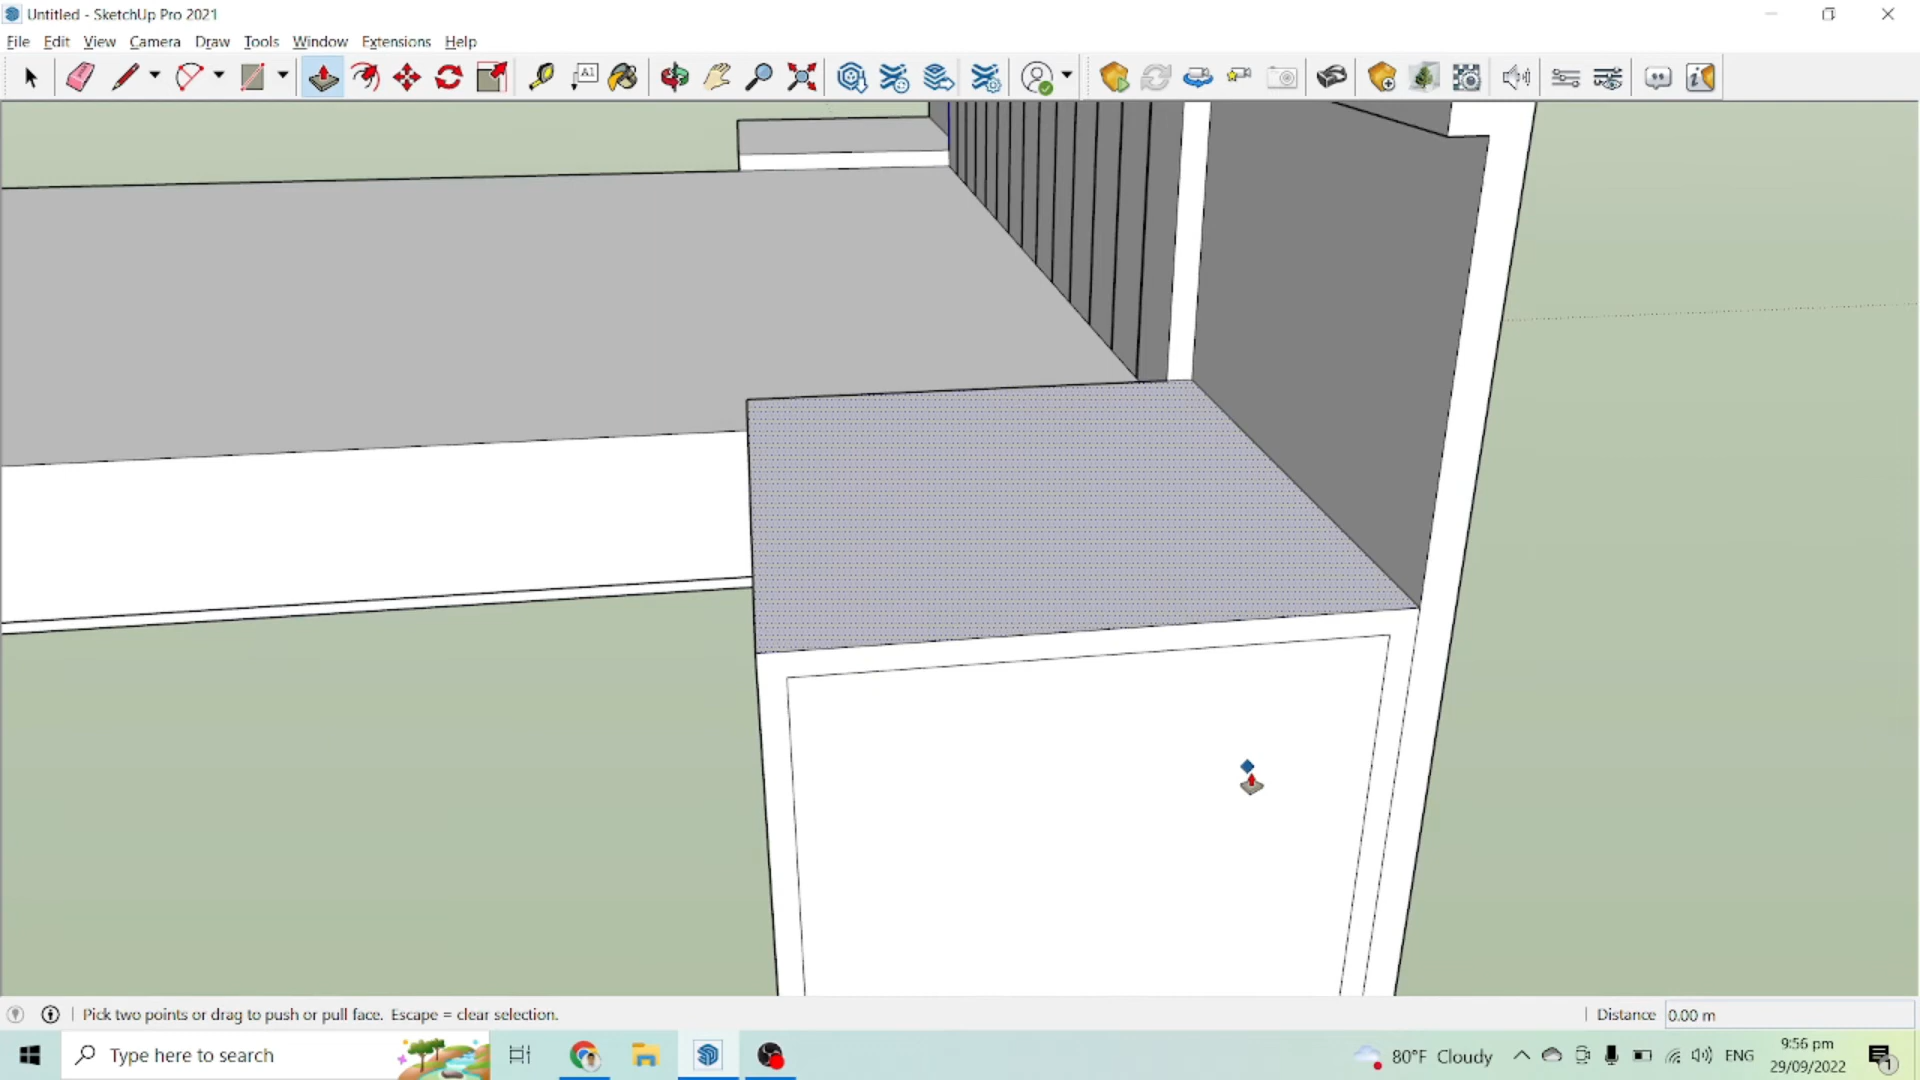 Untitled - SketchUp Pro 2021
File Edit View Camera Draw Tools Window Extensions Help
A1
Pick two points or drag to push or pull face. Escape = clear selection.
Distance 0.00 m
Type here to search
80°F Cloudy
ENG
9:56 pm
29/09/2022
1